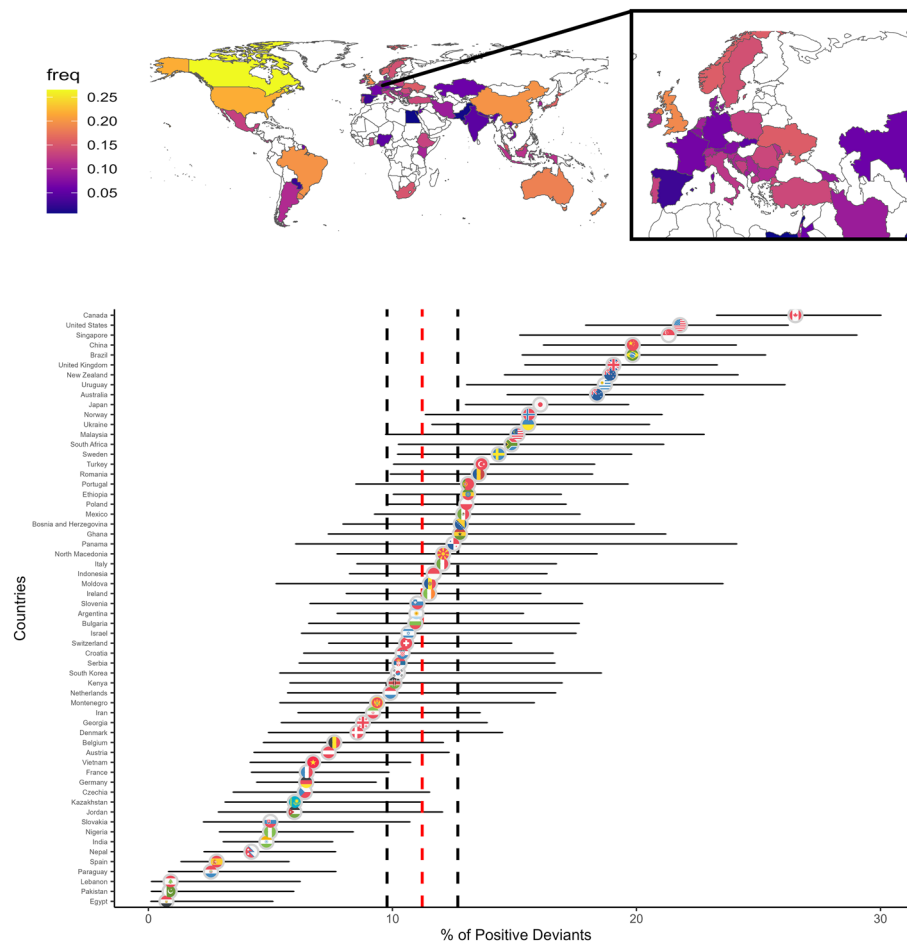 freq
0.25
0.20
0.15
0.10
0.05
Countries
Canada
United States
Singapore
China
Brazil
United Kingdom
New Zealand
Uruguay
Australia
Japan
Norway
Ukraine
Malaysia
South Africa
Sweden
Turkey
Romania
Portugal
Ethiopia
Poland
Mexico
Bosnia and Herzegovina
Ghana
Panama
North Macedonia
Italy
Indonesia
Moldova
Ireland
Slovenia
Argentina
Bulgaria
Israel
Switzerland
Croatia
Serbia
South Korea
Kenya
Netherlands
Montenegro
Iran
Georgia
Denmark
Belgium
Austria
Vietnam
France
Germany
Czechia
Kazakhstan
Jordan
Slovakia
Nigeria
India
Nepal
Spain
Paraguay
Lebanon
Pakistan
Egypt
0 10 20 30
% of Positive Deviants